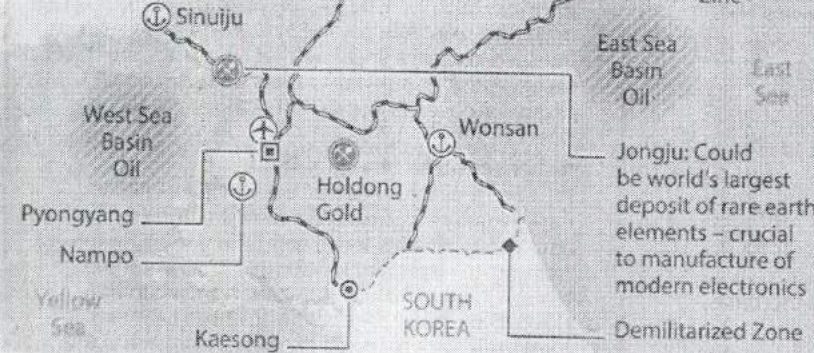 Zinc
Sinuiju
East Sea
Basin
Oil
East
Sea
West Sea
Basin
Oil
Wonsan
Jongju: Could
be world's largest
deposit of rare earth
elements – crucial
to manufacture of
modern electronics
Holdong
Gold
Pyongyang
Nampo
Yellow
Sea
SOUTH
KOREA
Kaesong
Demilitarized Zone